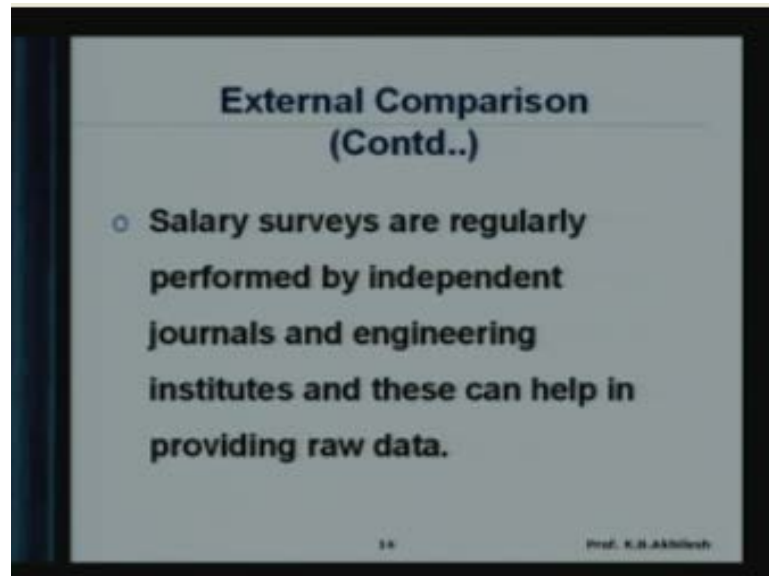 External Comparison
(Contd..)
o Salary surveys are regularly
performed by independent
journals and engineering
institutes and these can help in
providing raw data.
14
Prof. K.B.Akhilesh